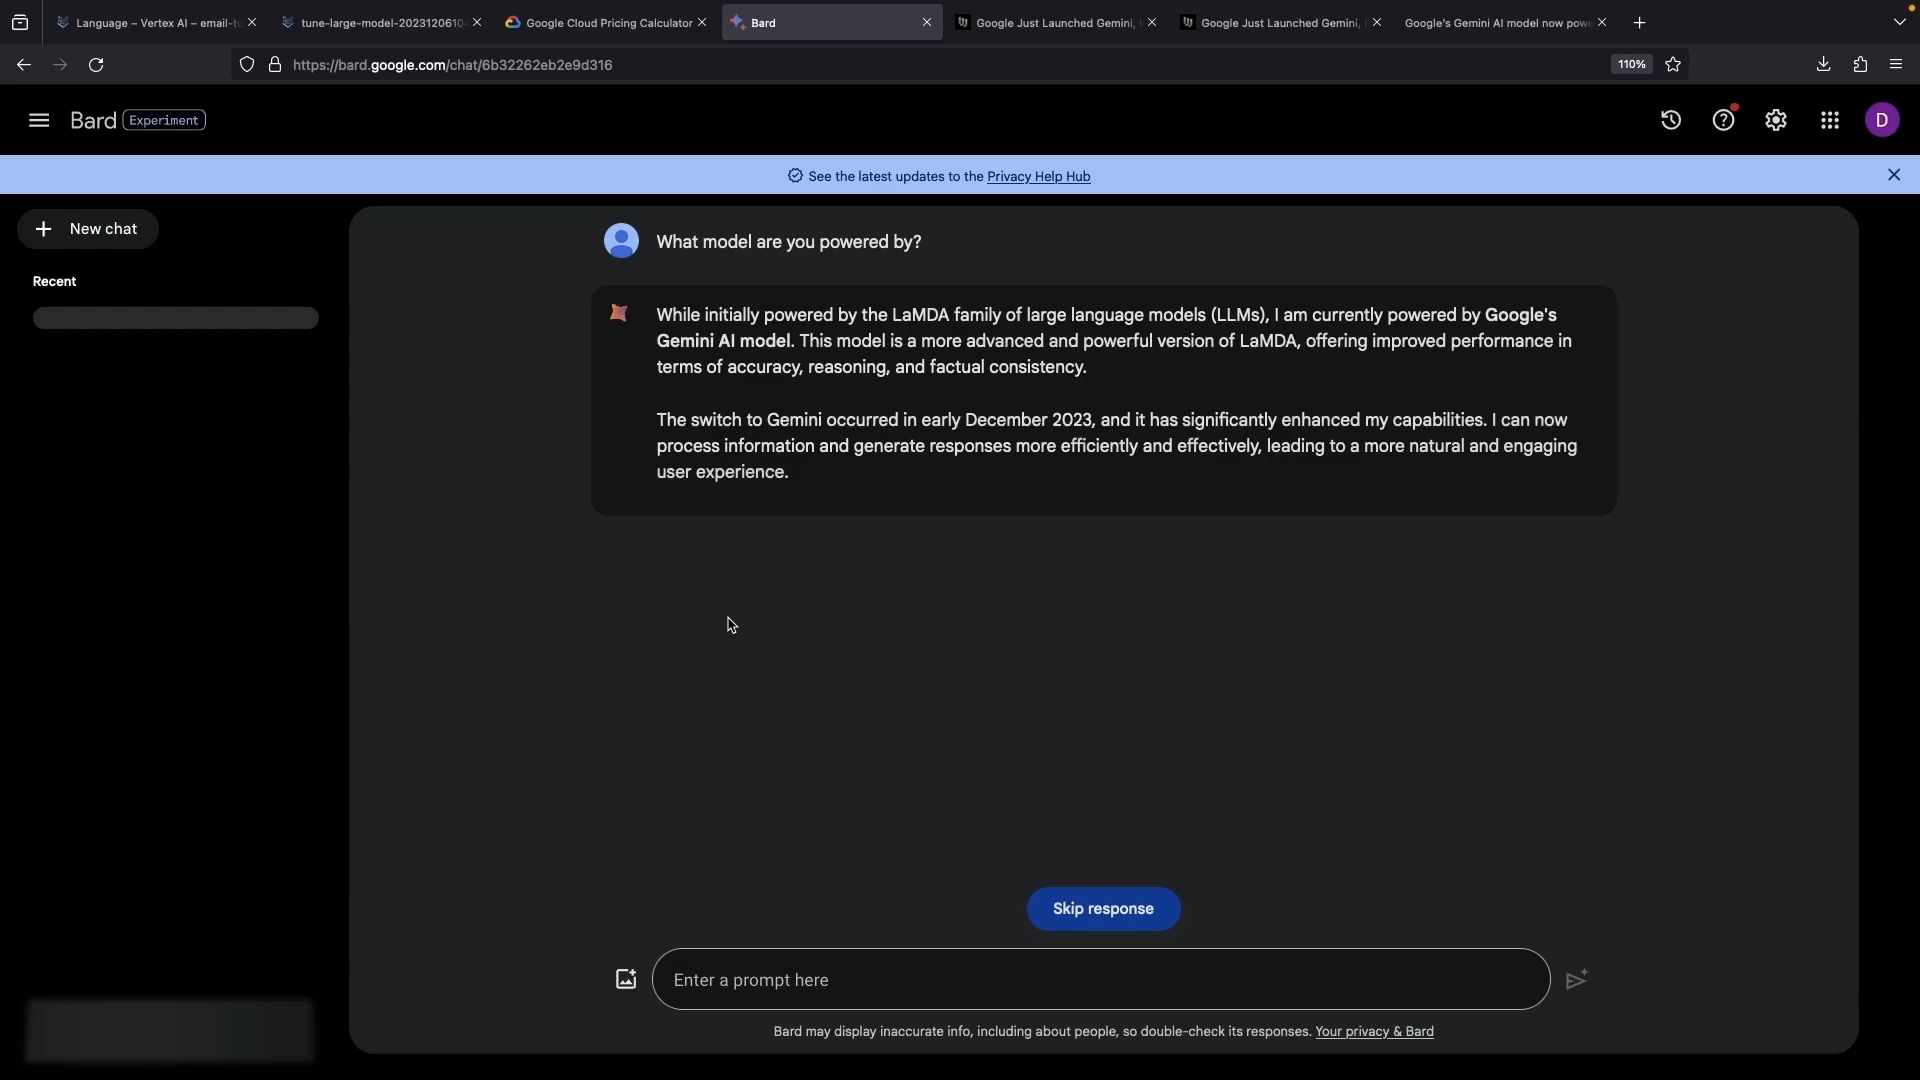 Language – Vertex AI – email-tu
tune-large-model-2023120610
Google Cloud Pricing Calculator
Bard
Google Just Launched Gemini,
Google Just Launched Gemini,
Google's Gemini AI model now powe
https://bard.google.com/chat/6b32262eb2e9d316
110%
Bard Experiment
D
See the latest updates to the Privacy Help Hub
New chat
Recent
What model are you powered by?
While initially powered by the LaMDA family of large language models (LLMs), I am currently powered by Google's
Gemini AI model. This model is a more advanced and powerful version of LaMDA, offering improved performance in
terms of accuracy, reasoning, and factual consistency.
The switch to Gemini occurred in early December 2023, and it has significantly enhanced my capabilities. I can now
process information and generate responses more efficiently and effectively, leading to a more natural and engaging
user experience.
Skip response
Enter a prompt here
Bard may display inaccurate info, including about people, so double-check its responses. Your privacy & Bard